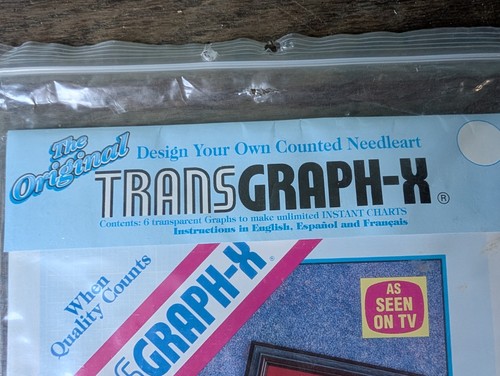 The
Original
Design Your Own Counted Needleart
TRANSGRAPH-X®
Contents: 6 transparent Graphs to make unlimited INSTANT CHARTS
Instructions in English, Español and Français
When
Quality Counts
SGRAPH-X®
AS
SEEN
ON TV